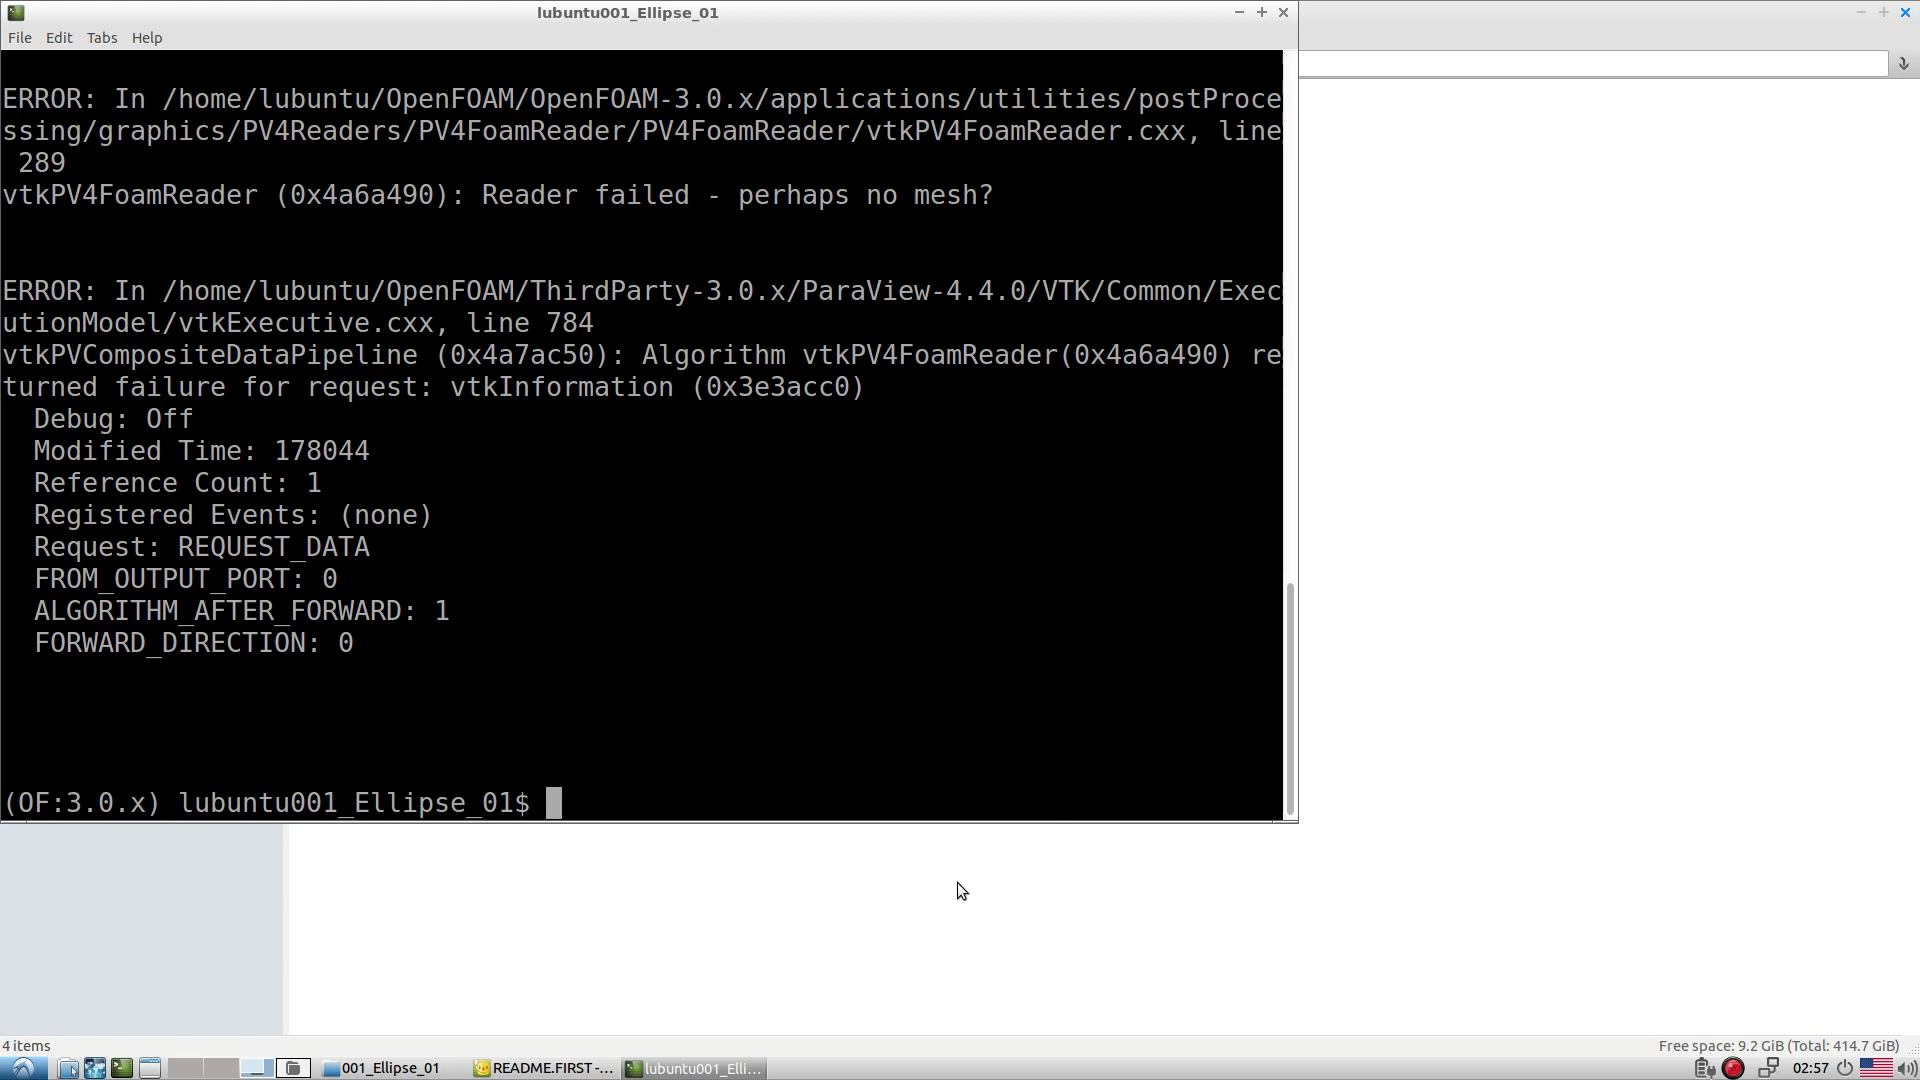 lubuntu001_Ellipse_01
File Edit Tabs Help
ERROR: In /home/lubuntu/OpenFOAM/OpenFOAM-3.0.x/applications/utilities/postProce
ssing/graphics/PV4Readers/PV4FoamReader/PV4FoamReader/vtkPV4FoamReader.cxx, line
 289
vtkPV4FoamReader (0x4a6a490): Reader failed - perhaps no mesh?
ERROR: In /home/lubuntu/OpenFOAM/ThirdParty-3.0.x/ParaView-4.4.0/VTK/Common/Exec
utionModel/vtkExecutive.cxx, line 784
vtkPVCompositeDataPipeline (0x4a7ac50): Algorithm vtkPV4FoamReader(0x4a6a490) re
turned failure for request: vtkInformation (0x3e3acc0)
  Debug: Off
  Modified Time: 178044
  Reference Count: 1
  Registered Events: (none)
  Request: REQUEST_DATA
  FROM_OUTPUT_PORT: 0
  ALGORITHM_AFTER_FORWARD: 1
  FORWARD_DIRECTION: 0
(OF:3.0.x) lubuntu001_Ellipse_01$
4 items Free space: 9.2 GiB (Total: 414.7 GiB)
001_Ellipse_01 README.FIRST -... lubuntu001_Elli... 02:57